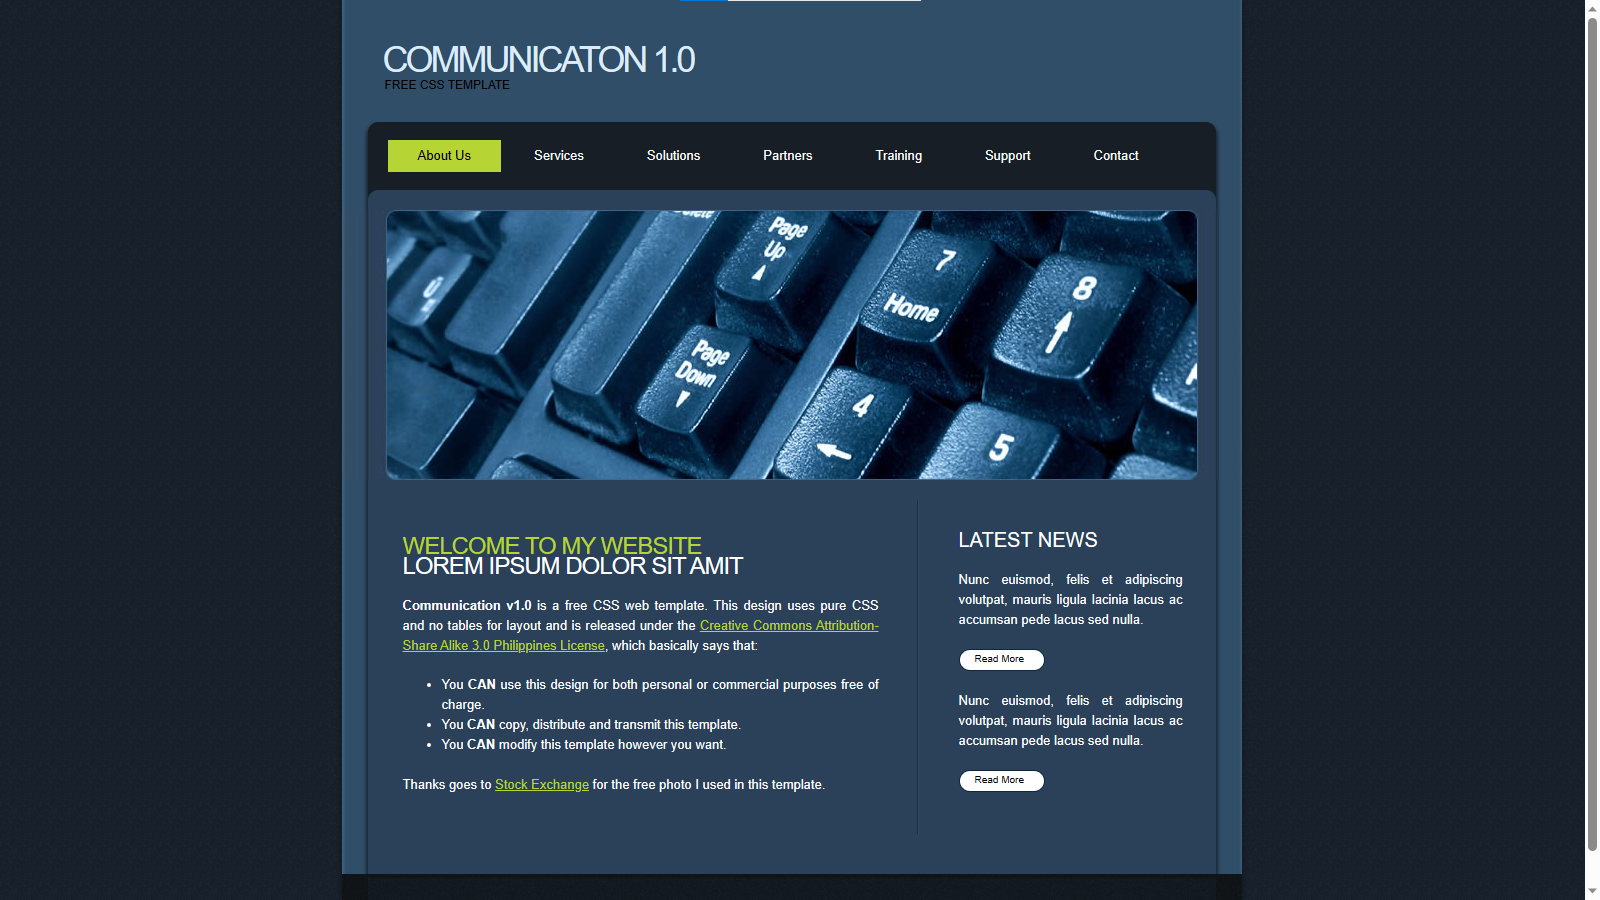 COMMUNICATON 1.0
FREE CSS TEMPLATE
About Us Services Solutions Partners Training Support Contact
Delete
Page
Up
7
Home
8
Page
Down
4
5
WELCOME TO MY WEBSITE
LOREM IPSUM DOLOR SIT AMIT
Communication v1.0 is a free CSS web template. This design uses pure CSS
and no tables for layout and is released under the Creative Commons Attribution-
Share Alike 3.0 Philippines License, which basically says that:
• You CAN use this design for both personal or commercial purposes free of
charge.
• You CAN copy, distribute and transmit this template.
• You CAN modify this template however you want.
Thanks goes to Stock Exchange for the free photo I used in this template.
LATEST NEWS
Nunc euismod, felis et adipiscing
volutpat, mauris ligula lacinia lacus ac
accumsan pede lacus sed nulla.
Read More
Nunc euismod, felis et adipiscing
volutpat, mauris ligula lacinia lacus ac
accumsan pede lacus sed nulla.
Read More